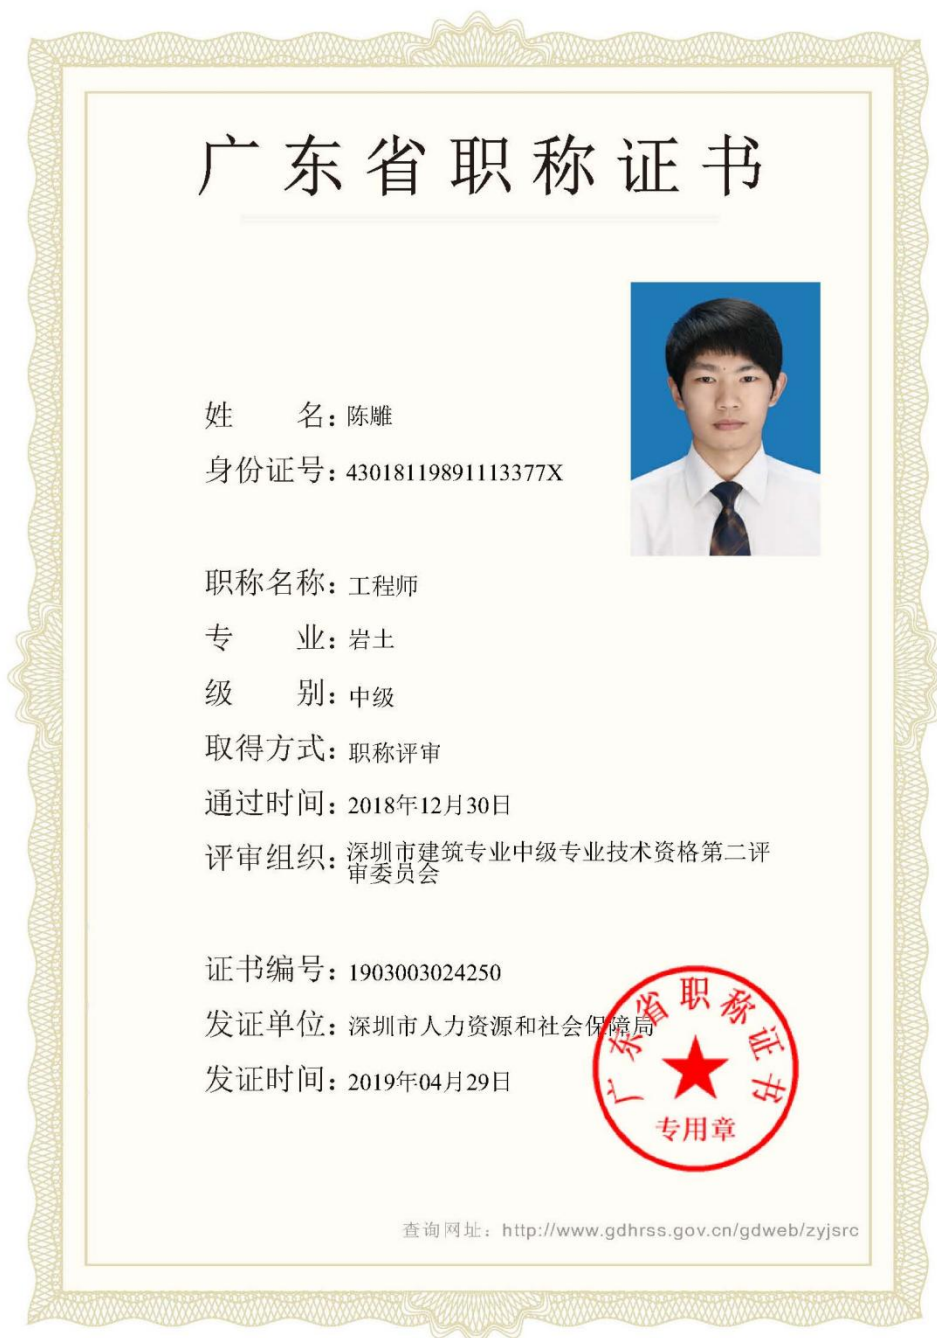 广东省职称证书
姓 名：陈雕
身份证号：43018119891113377X
职称名称：工程师
专 业：岩土
级 别：中级
取得方式：职称评审
通过时间：2018年12月30日
评审组织：深圳市建筑专业中级专业技术资格第二评
审委员会
证书编号：1903003024250
发证单位：深圳市人力资源和社会保障局
发证时间：2019年04月29日
广东省职称证书
专用章
查询网址：http://www.gdhrss.gov.cn/gdweb/zyjsrc